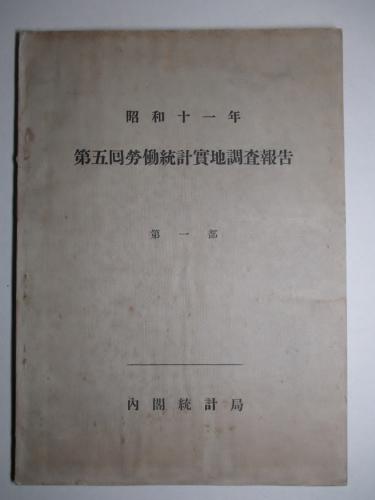 昭和十一年
第五囘勞働統計實地調査報告
第一部
內閣統計局